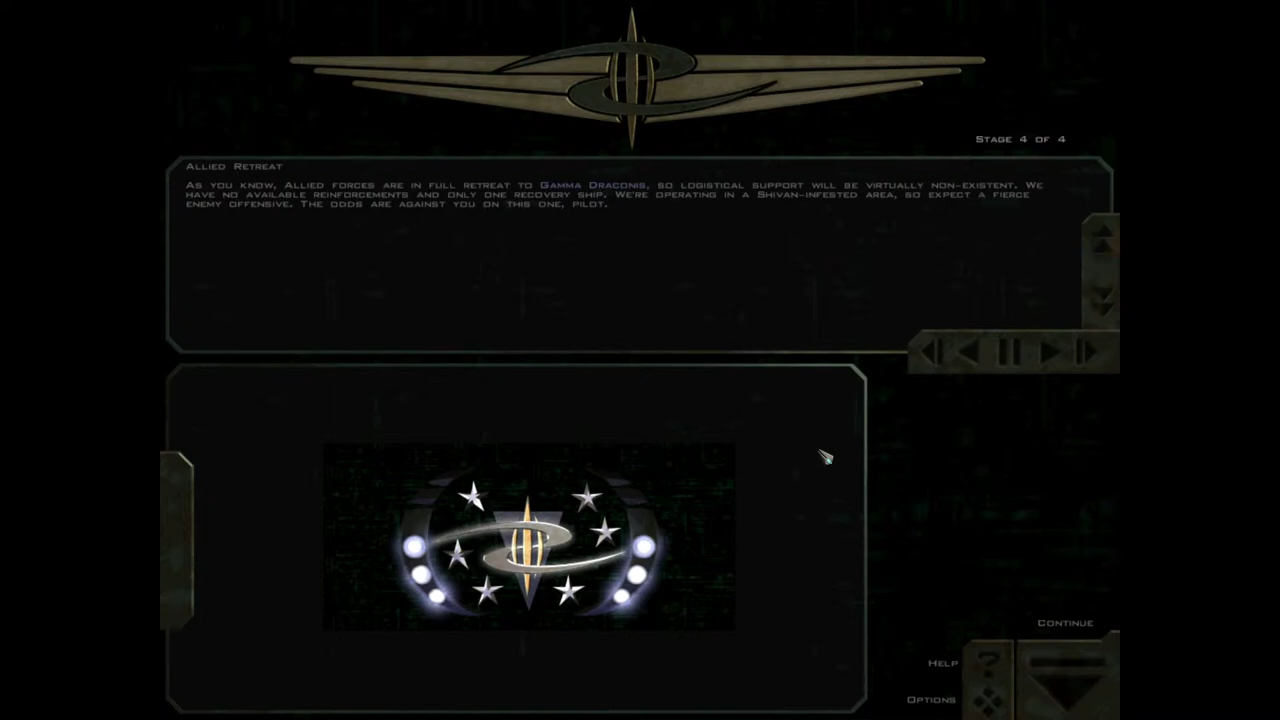 Stage 4 of 4
Allied Retreat
As you know, Allied forces are in full retreat to Gamma Draconis, so logistical support will be virtually non-existent. We
have no available reinforcements and only one recovery ship. We're operating in a Shivan-infested area, so expect a fierce
enemy offensive. The odds are against you on this one, pilot.
Continue
Help
Options